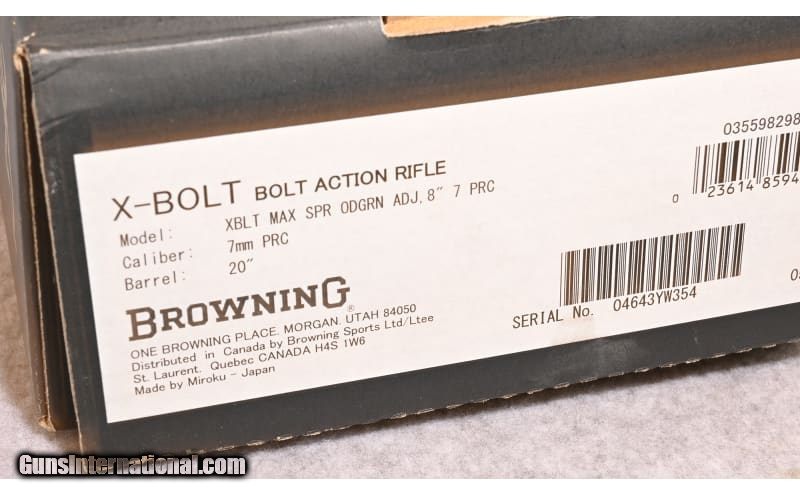 X-BOLT BOLT ACTION RIFLE
Model: XBLT MAX SPR ODGRN ADJ, 8" 7 PRC
Caliber: 7mm PRC
Barrel: 20"
BROWNING®
ONE BROWNING PLACE, MORGAN, UTAH 84050
Distributed in Canada by Browning Sports Ltd/Ltee
St. Laurent, Quebec CANADA H4S 1W6
Made by Miroku - Japan
035598298
0 23614 8594
SERIAL No. 04643YW354
GunsInternational.com